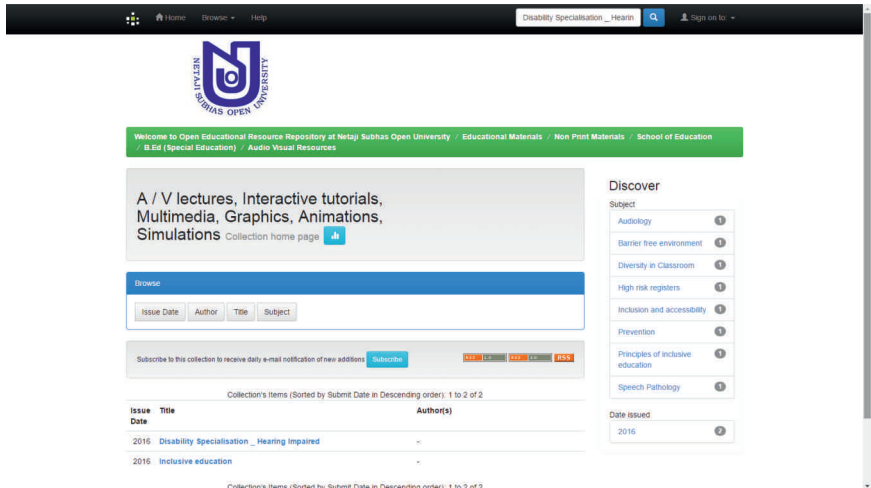 Home Browse Help Disability Specialisation _ Hearin Sign on to:
NETAJI SUBHAS OPEN UNIVERSITY
Welcome to Open Educational Resource Repository at Netaji Subhas Open University / Educational Materials / Non Print Materials / School of Education
/ B.Ed (Special Education) / Audio Visual Resources
A / V lectures, Interactive tutorials,
Multimedia, Graphics, Animations,
Simulations Collection home page
Browse
Issue Date Author Title Subject
Subscribe to this collection to receive daily e-mail notification of new additions Subscribe RSS 1.0 RSS 2.0 RSS
Collection's Items (Sorted by Submit Date in Descending order): 1 to 2 of 2
Issue Date Title Author(s)
2016 Disability Specialisation _ Hearing Impaired -
2016 Inclusive education -
Collection's Items (Sorted by Submit Date in Descending order): 1 to 2 of 2
Discover
Subject
Audiology 1
Barrier free environment 1
Diversity in Classroom 1
High risk registers 1
Inclusion and accessibility 1
Prevention 1
Principles of inclusive 1
education
Speech Pathology 1
Date issued
2016 2